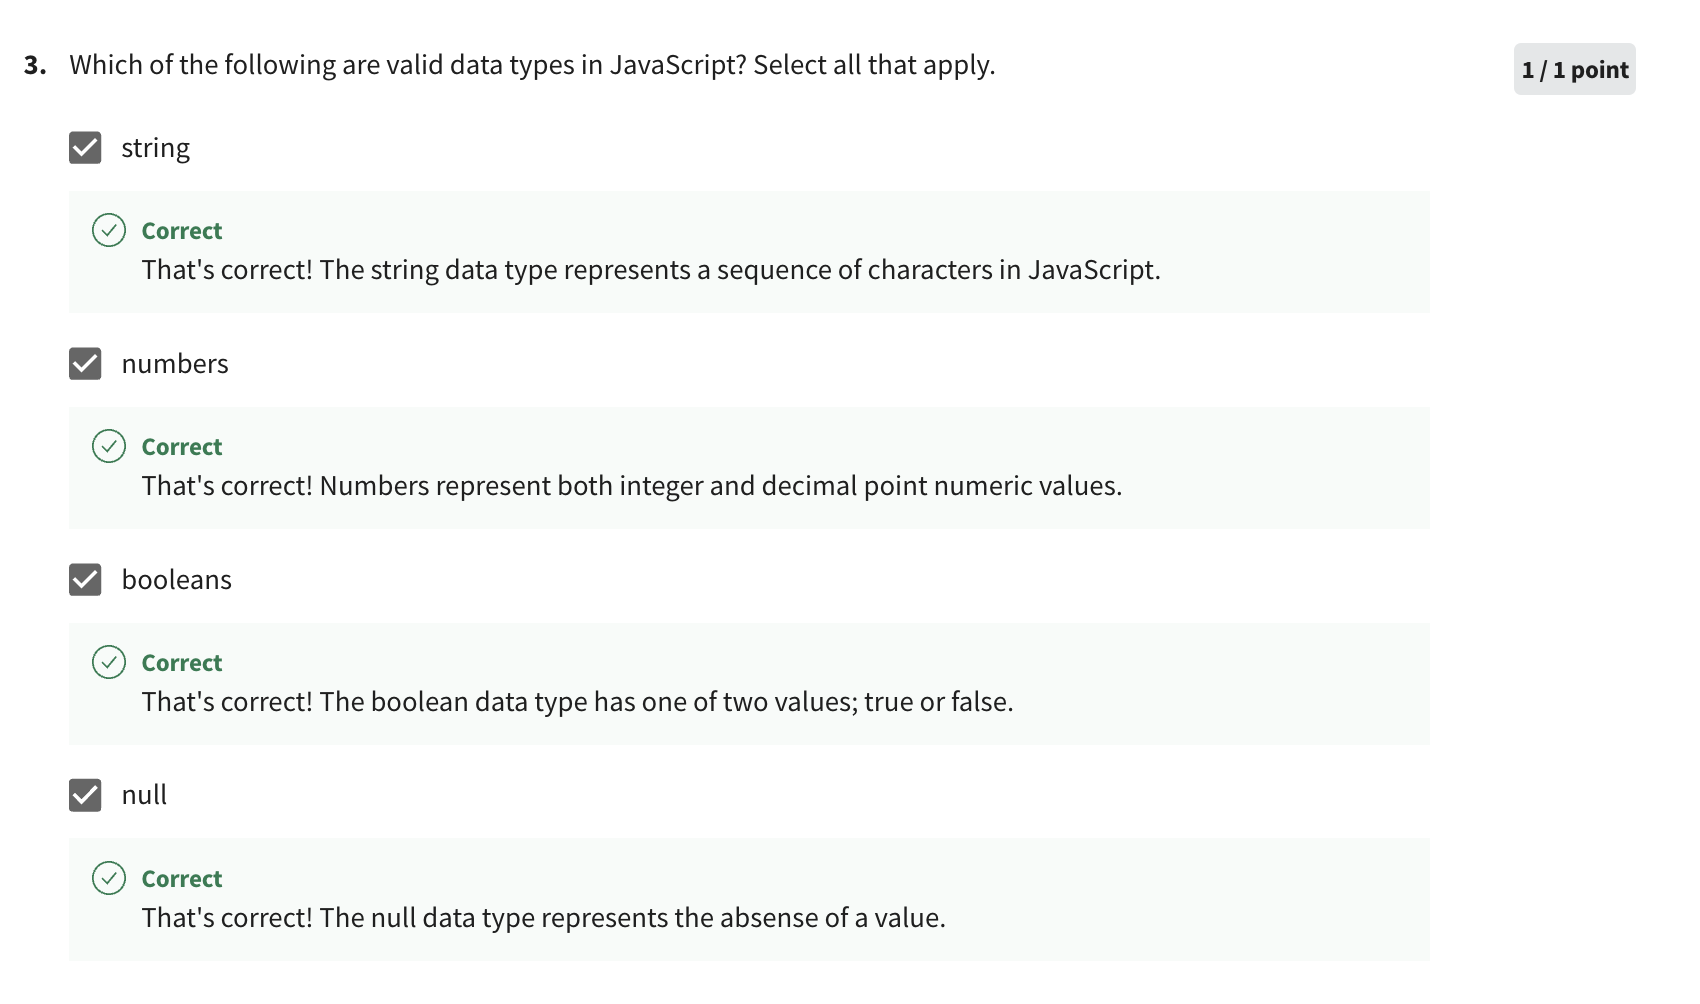 3. Which of the following are valid data types in JavaScript? Select all that apply.
1 / 1 point
string
Correct
That's correct! The string data type represents a sequence of characters in JavaScript.
numbers
Correct
That's correct! Numbers represent both integer and decimal point numeric values.
booleans
Correct
That's correct! The boolean data type has one of two values; true or false.
null
Correct
That's correct! The null data type represents the absense of a value.